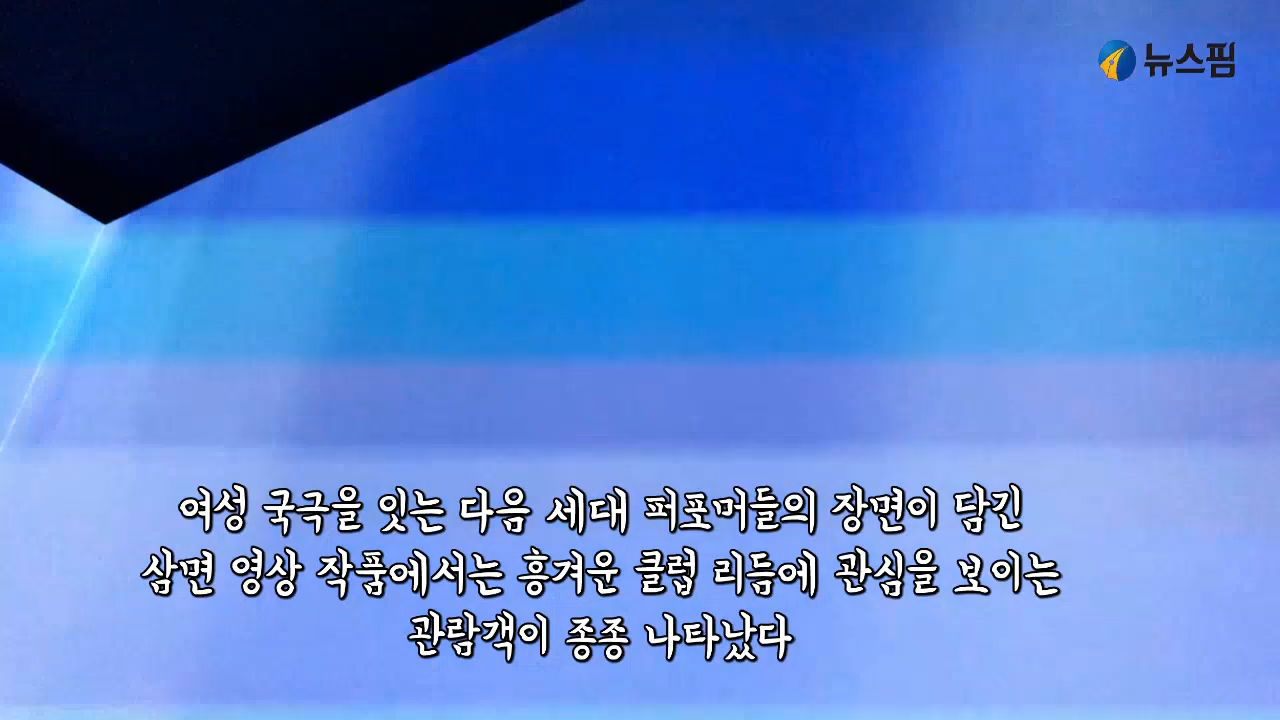 뉴스핌
여성 국극을 잇는 다음 세대 퍼포머들의 장면이 담긴
삼면 영상 작품에서는 흥겨운 클럽 리듬에 관심을 보이는
관람객이 종종 나타났다